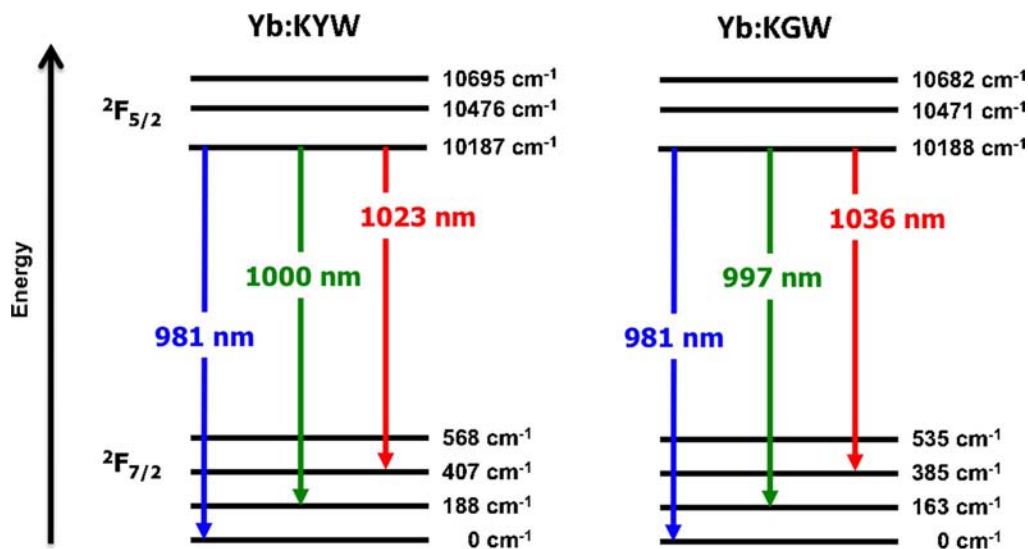 Yb:KYW
Yb:KGW
Energy
²F₅/₂
10695 cm⁻¹
10476 cm⁻¹
10187 cm⁻¹
1023 nm
1000 nm
981 nm
²F₇/₂
568 cm⁻¹
407 cm⁻¹
188 cm⁻¹
0 cm⁻¹
10682 cm⁻¹
10471 cm⁻¹
10188 cm⁻¹
1036 nm
997 nm
981 nm
535 cm⁻¹
385 cm⁻¹
163 cm⁻¹
0 cm⁻¹